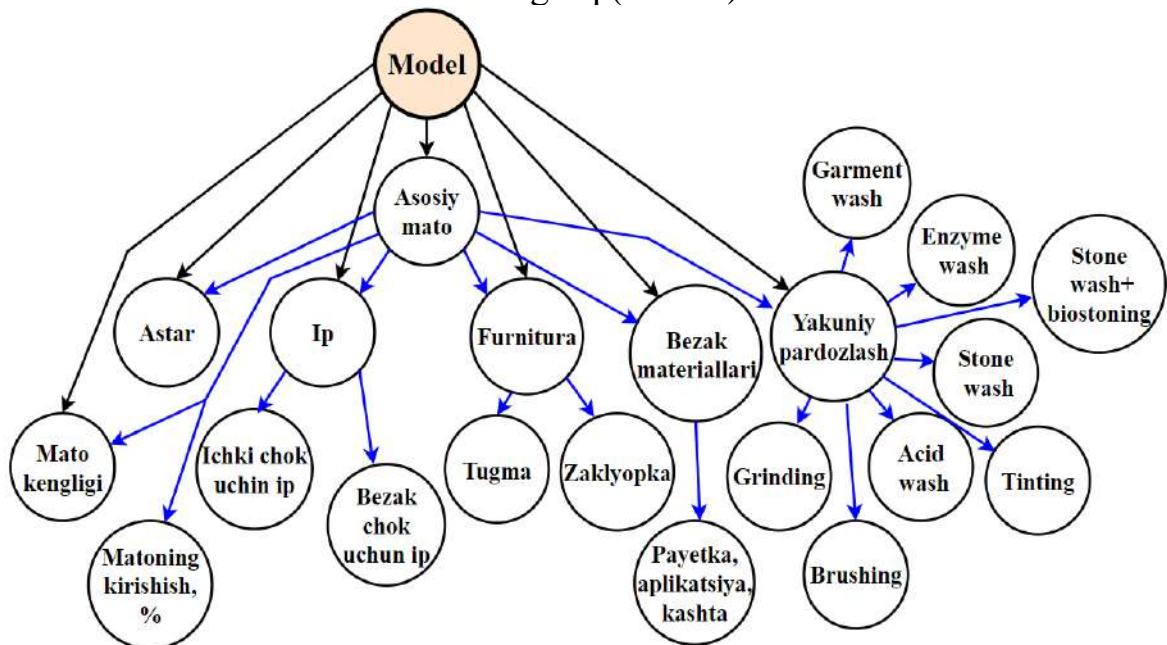 Model
Asosiy
mato
Garment
wash
Enzyme
wash
Stone
wash+
biostoning
Astar
Ip
Furnitura
Bezak
materiallari
Yakuniy
pardozlash
Stone
wash
Mato
kengligi
Ichki chok
uchin ip
Bezak
chok
uchun ip
Tugma
Zaklyopka
Grinding
Acid
wash
Tinting
Matoning
kirishish,
%
Payetka,
aplikatsiya,
kashta
Brushing